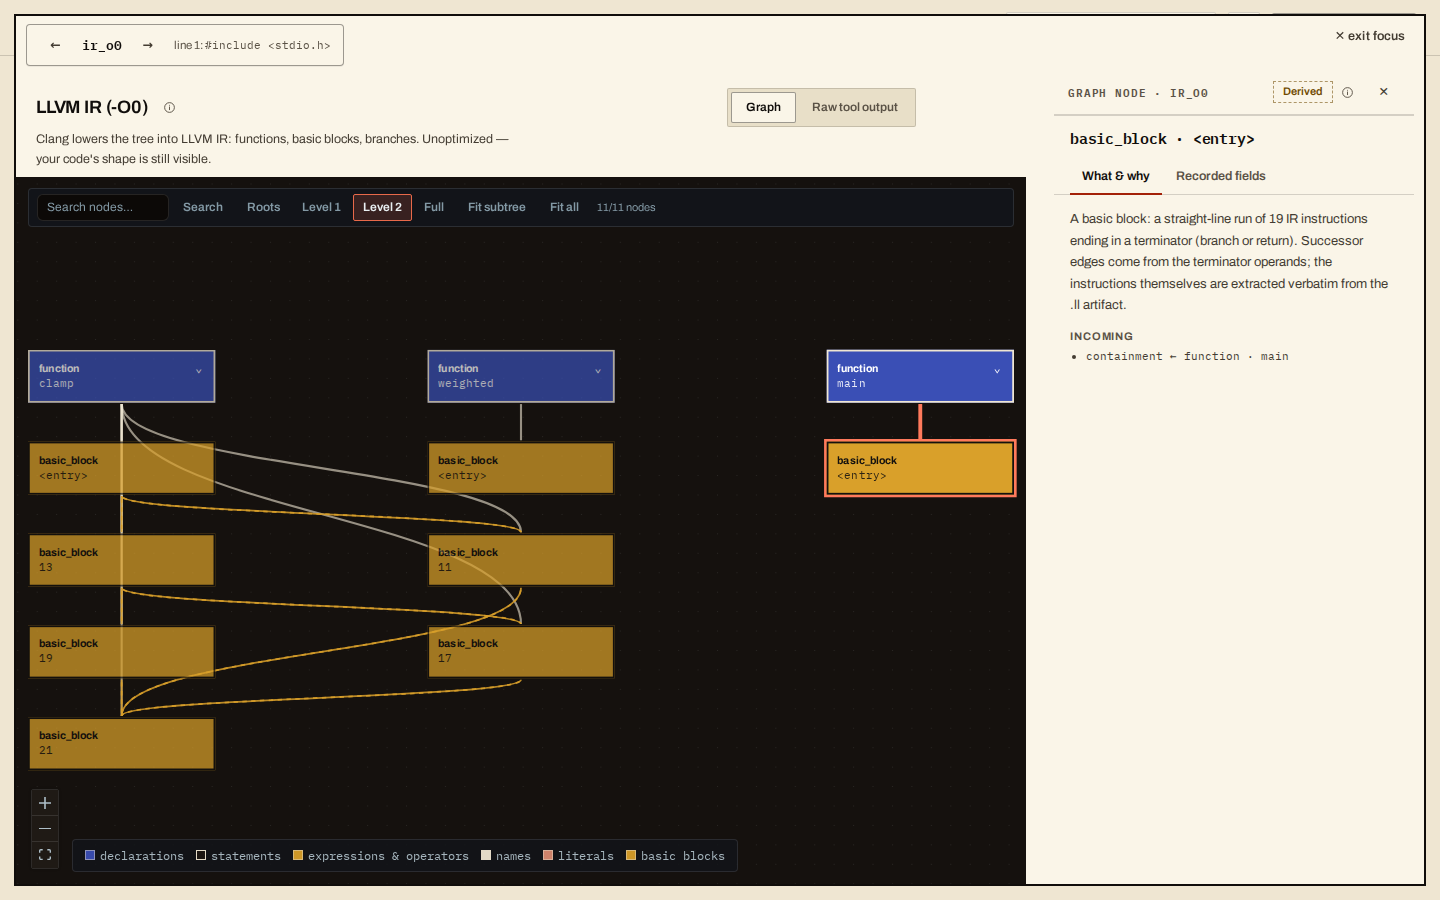 ← ir_o0 → line 1: #include <stdio.h>
✕ exit focus
LLVM IR (-O0)
Graph Raw tool output
Clang lowers the tree into LLVM IR: functions, basic blocks, branches. Unoptimized —
your code's shape is still visible.
Search nodes... Search Roots Level 1 Level 2 Full Fit subtree Fit all 11/11 nodes
function
clamp
function
weighted
function
main
basic_block
<entry>
basic_block
<entry>
basic_block
<entry>
basic_block
13
basic_block
11
basic_block
19
basic_block
17
basic_block
21
declarations statements expressions & operators names literals basic blocks
GRAPH NODE · IR_O0 Derived ✕
basic_block · <entry>
What & why Recorded fields
A basic block: a straight-line run of 19 IR instructions
ending in a terminator (branch or return). Successor
edges come from the terminator operands; the
instructions themselves are extracted verbatim from the
.ll artifact.
INCOMING
• containment ← function · main